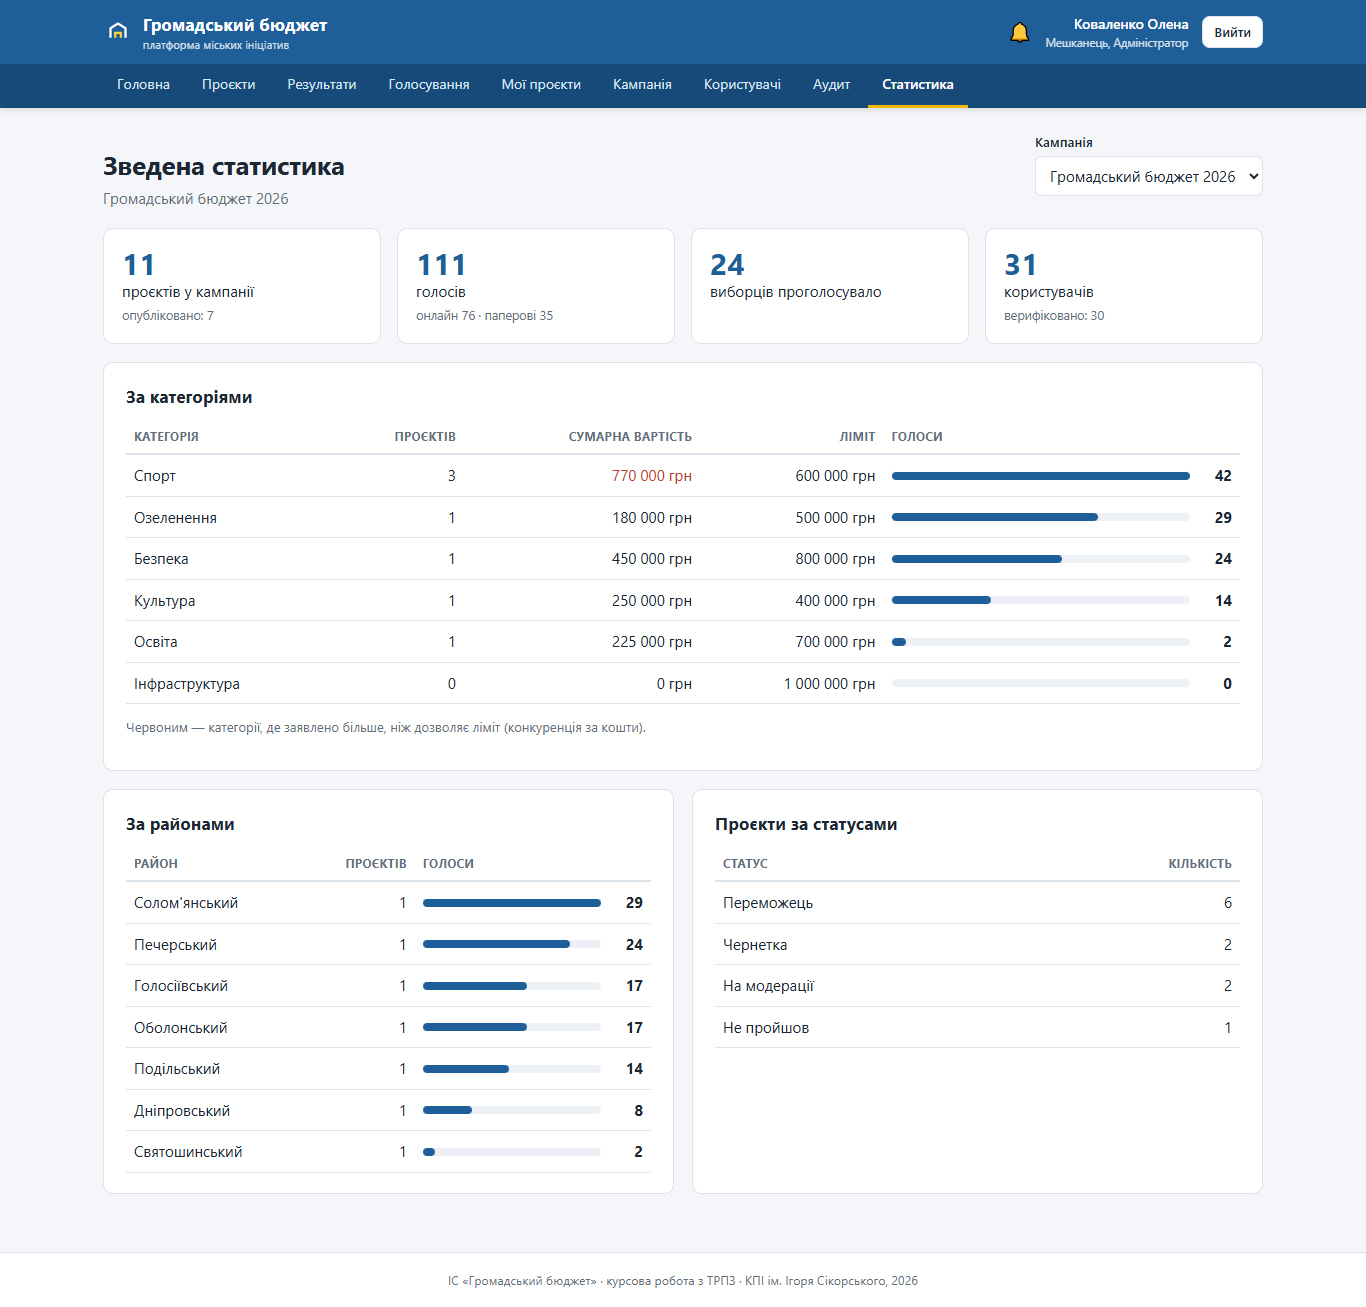 Громадський бюджет
платформа міських ініціатив
Коваленко Олена
Мешканець, Адміністратор
Вийти
Головна Проєкти Результати Голосування Мої проєкти Кампанія Користувачі Аудит Статистика
Кампанія
Громадський бюджет 2026
Зведена статистика
Громадський бюджет 2026
11
проєктів у кампанії
опубліковано: 7
111
голосів
онлайн 76 · паперові 35
24
виборців проголосувало
31
користувачів
верифіковано: 30
За категоріями
КАТЕГОРІЯ ПРОЄКТІВ СУМАРНА ВАРТІСТЬ ЛІМІТ ГОЛОСИ
Спорт 3 770 000 грн 600 000 грн 42
Озеленення 1 180 000 грн 500 000 грн 29
Безпека 1 450 000 грн 800 000 грн 24
Культура 1 250 000 грн 400 000 грн 14
Освіта 1 225 000 грн 700 000 грн 2
Інфраструктура 0 0 грн 1 000 000 грн 0
Червоним — категорії, де заявлено більше, ніж дозволяє ліміт (конкуренція за кошти).
За районами
РАЙОН ПРОЄКТІВ ГОЛОСИ
Солом'янський 1 29
Печерський 1 24
Голосіївський 1 17
Оболонський 1 17
Подільський 1 14
Дніпровський 1 8
Святошинський 1 2
Проєкти за статусами
СТАТУС КІЛЬКІСТЬ
Переможець 6
Чернетка 2
На модерації 2
Не пройшов 1
ІС «Громадський бюджет» · курсова робота з ТРПЗ · КПІ ім. Ігоря Сікорського, 2026